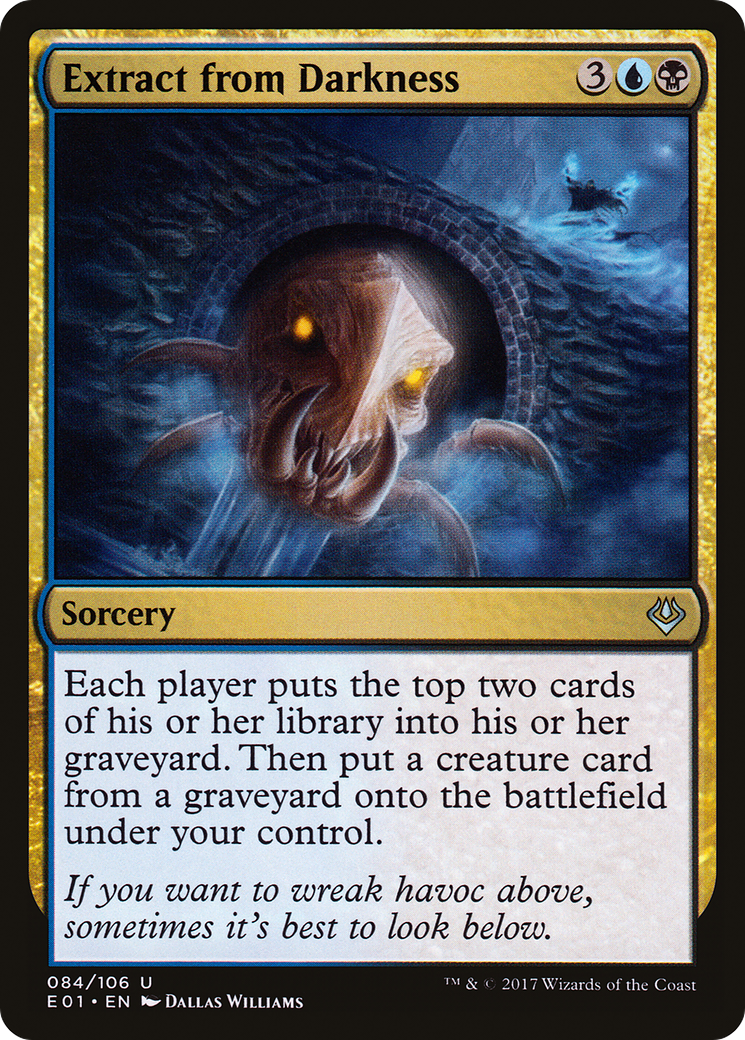 Extract from Darkness 3
Sorcery
Each player puts the top two cards
of his or her library into his or her
graveyard. Then put a creature card
from a graveyard onto the battlefield
under your control.
If you want to wreak havoc above,
sometimes it's best to look below.
084/106 U
E01 • EN DALLAS WILLIAMS
™ & © 2017 Wizards of the Coast